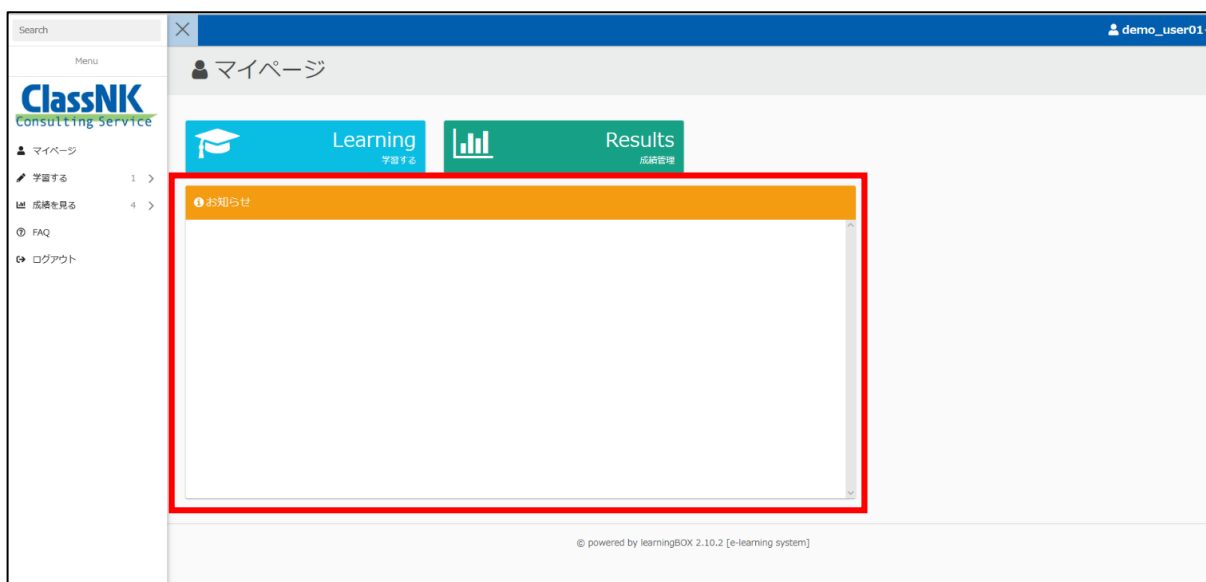 Search
Menu
ClassNK
Consulting Service
マイページ
学習する 1
成績を見る 4
FAQ
ログアウト
demo_user01
マイページ
Learning
学習する
Results
成績管理
お知らせ
© powered by learningBOX 2.10.2 [e-learning system]